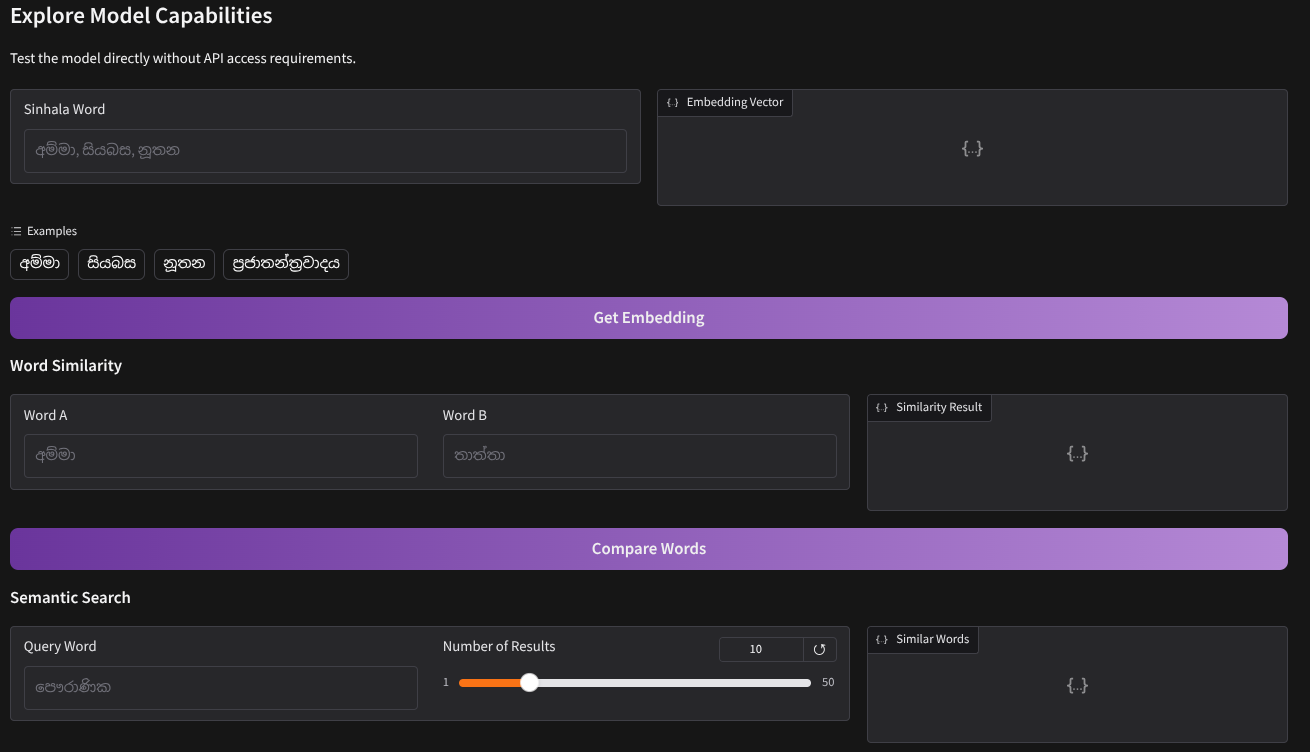 Explore Model Capabilities
Test the model directly without API access requirements.
Sinhala Word
අම්මා, සියබස, නූතන
{..} Embedding Vector
{...}
Examples
අම්මා සියබස නූතන ප්‍රජාතන්ත්‍රවාදය
Get Embedding
Word Similarity
Word A
අම්මා
Word B
තාත්තා
{..} Similarity Result
{...}
Compare Words
Semantic Search
Query Word
පෞරාණික
Number of Results
10
1 50
{..} Similar Words
{...}